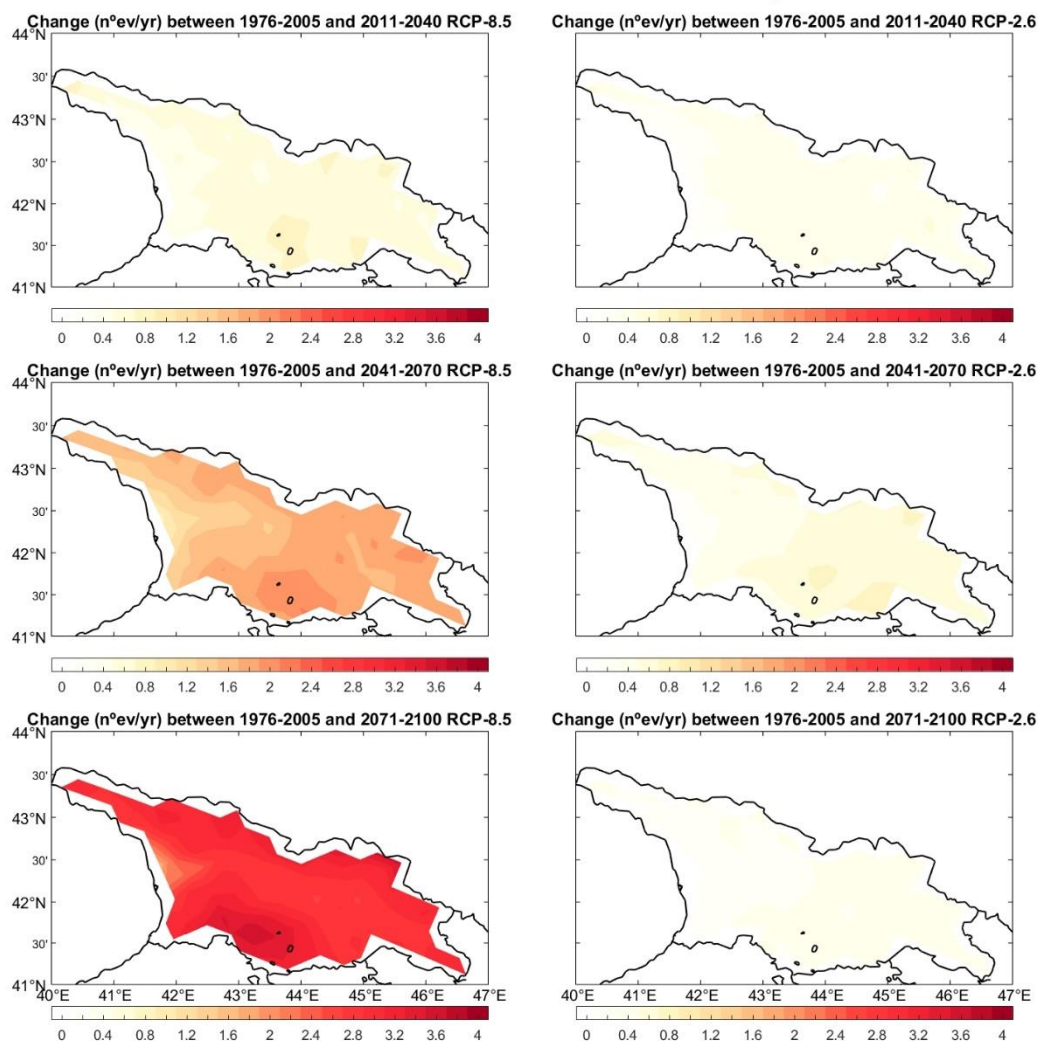 Change (nºev/yr) between 1976-2005 and 2011-2040 RCP-8.5
Change (nºev/yr) between 1976-2005 and 2011-2040 RCP-2.6
44°N
30'
43°N
30'
42°N
30'
41°N
0 0.4 0.8 1.2 1.6 2 2.4 2.8 3.2 3.6 4
0 0.4 0.8 1.2 1.6 2 2.4 2.8 3.2 3.6 4
Change (nºev/yr) between 1976-2005 and 2041-2070 RCP-8.5
Change (nºev/yr) between 1976-2005 and 2041-2070 RCP-2.6
44°N
30'
43°N
30'
42°N
30'
41°N
0 0.4 0.8 1.2 1.6 2 2.4 2.8 3.2 3.6 4
0 0.4 0.8 1.2 1.6 2 2.4 2.8 3.2 3.6 4
Change (nºev/yr) between 1976-2005 and 2071-2100 RCP-8.5
Change (nºev/yr) between 1976-2005 and 2071-2100 RCP-2.6
44°N
30'
43°N
30'
42°N
30'
41°N
40°E 41°E 42°E 43°E 44°E 45°E 46°E 47°E
40°E 41°E 42°E 43°E 44°E 45°E 46°E 47°E
0 0.4 0.8 1.2 1.6 2 2.4 2.8 3.2 3.6 4
0 0.4 0.8 1.2 1.6 2 2.4 2.8 3.2 3.6 4